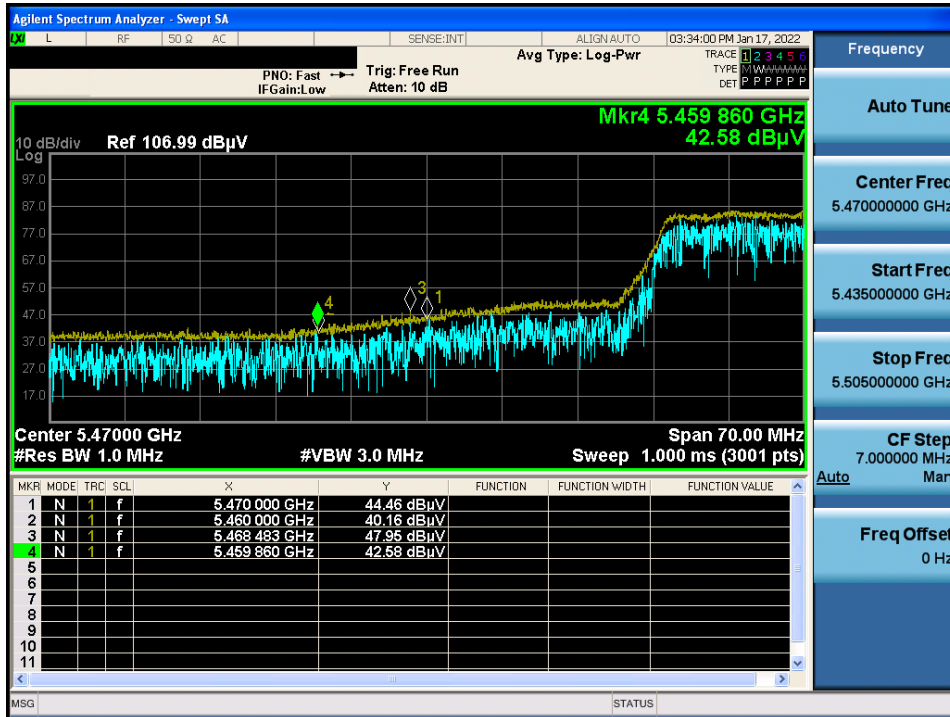 Agilent Spectrum Analyzer - Swept SA
LXI L RF 50 Ω AC SENSE:INT ALIGN AUTO 03:34:00 PM Jan 17, 2022
PNO: Fast Trig: Free Run Avg Type: Log-Pwr TRACE 1 2 3 4 5 6
IFGain:Low Atten: 10 dB TYPE M W W W W W
DET P P P P P P
Mkr4 5.459 860 GHz
42.58 dBµV
10 dB/div Ref 106.99 dBµV
Log
97.0
87.0
77.0
67.0
57.0
47.0
37.0
27.0
17.0
3
1
4
Center 5.47000 GHz Span 70.00 MHz
#Res BW 1.0 MHz #VBW 3.0 MHz Sweep 1.000 ms (3001 pts)
MKR MODE TRC SCL X Y FUNCTION FUNCTION WIDTH FUNCTION VALUE
1 N 1 f 5.470 000 GHz 44.46 dBµV
2 N 1 f 5.460 000 GHz 40.16 dBµV
3 N 1 f 5.468 483 GHz 47.95 dBµV
4 N 1 f 5.459 860 GHz 42.58 dBµV
5
6
7
8
9
10
11
MSG STATUS
Frequency
Auto Tune
Center Freq
5.470000000 GHz
Start Freq
5.435000000 GHz
Stop Freq
5.505000000 GHz
CF Step
7.000000 MHz
Auto Man
Freq Offset
0 Hz